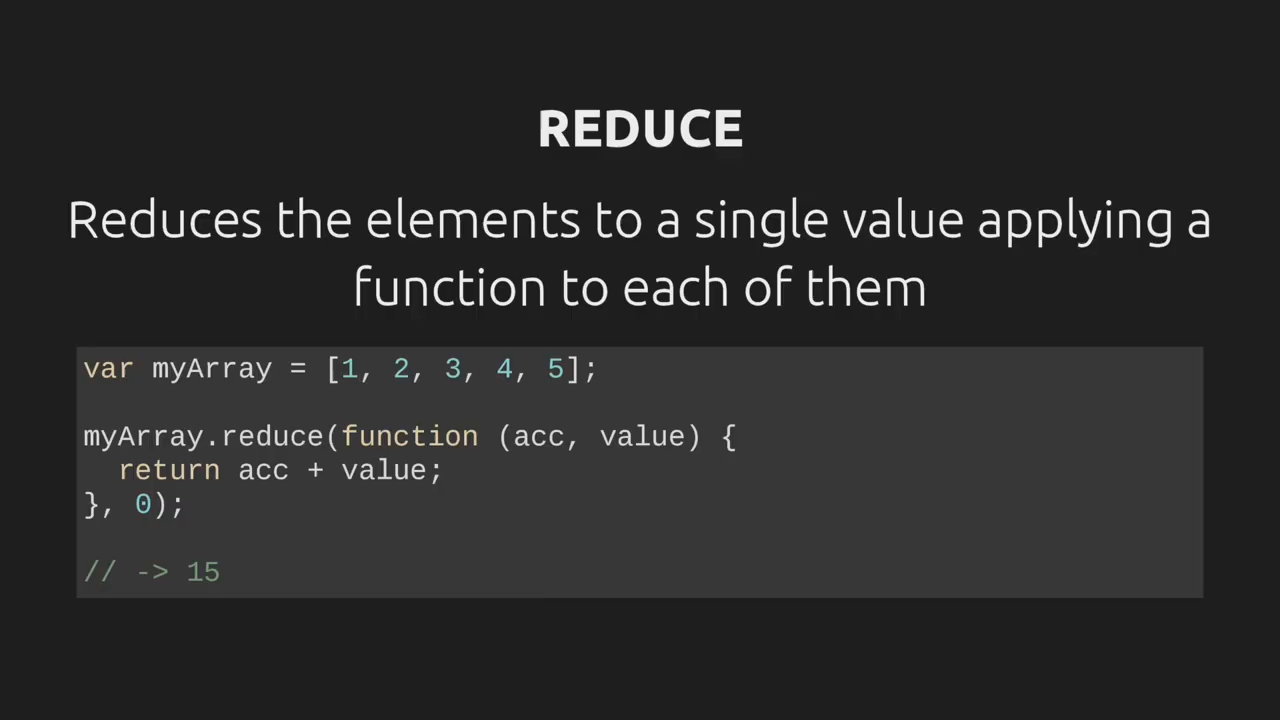 REDUCE
Reduces the elements to a single value applying a
function to each of them
var myArray = [1, 2, 3, 4, 5];
myArray.reduce(function (acc, value) {
  return acc + value;
}, 0);
// -> 15